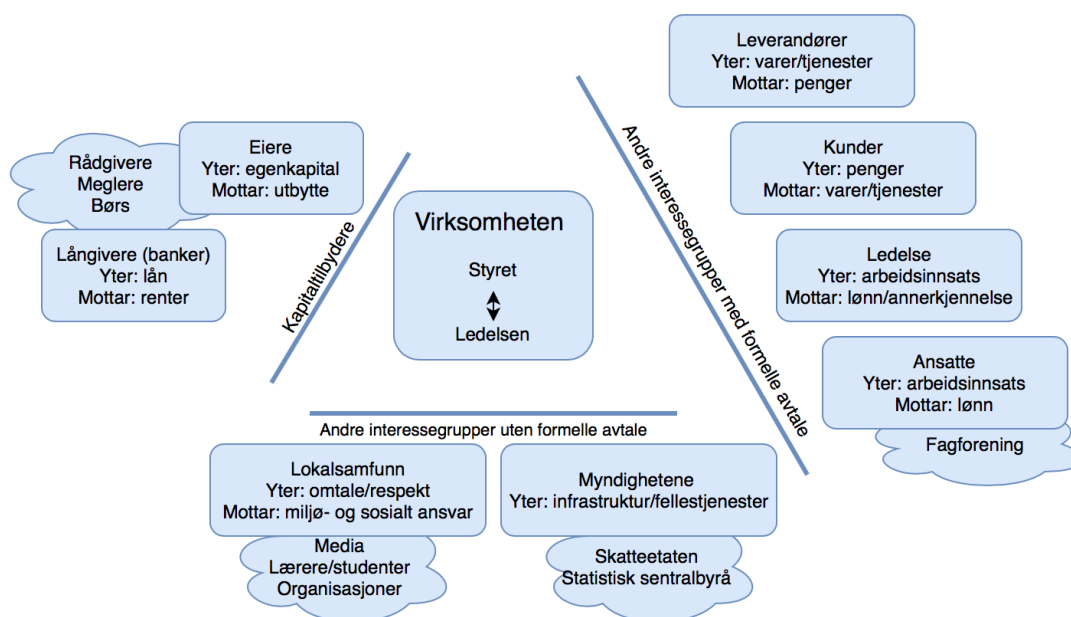 Leverandører
Yter: varer/tjenester
Mottar: penger
Kunder
Yter: penger
Mottar: varer/tjenester
Ledelse
Yter: arbeidsinnsats
Mottar: lønn/annerkjennelse
Ansatte
Yter: arbeidsinnsats
Mottar: lønn
Fagforening
Andre interessegrupper med formelle avtale
Eiere
Yter: egenkapital
Mottar: utbytte
Rådgivere
Meglere
Børs
Långivere (banker)
Yter: lån
Mottar: renter
Kapitaltilbydere
Virksomheten
Styret
Ledelsen
Andre interessegrupper uten formelle avtale
Lokalsamfunn
Yter: omtale/respekt
Mottar: miljø- og sosialt ansvar
Media
Lærere/studenter
Organisasjoner
Myndighetene
Yter: infrastruktur/fellestjenester
Skatteetaten
Statistisk sentralbyrå